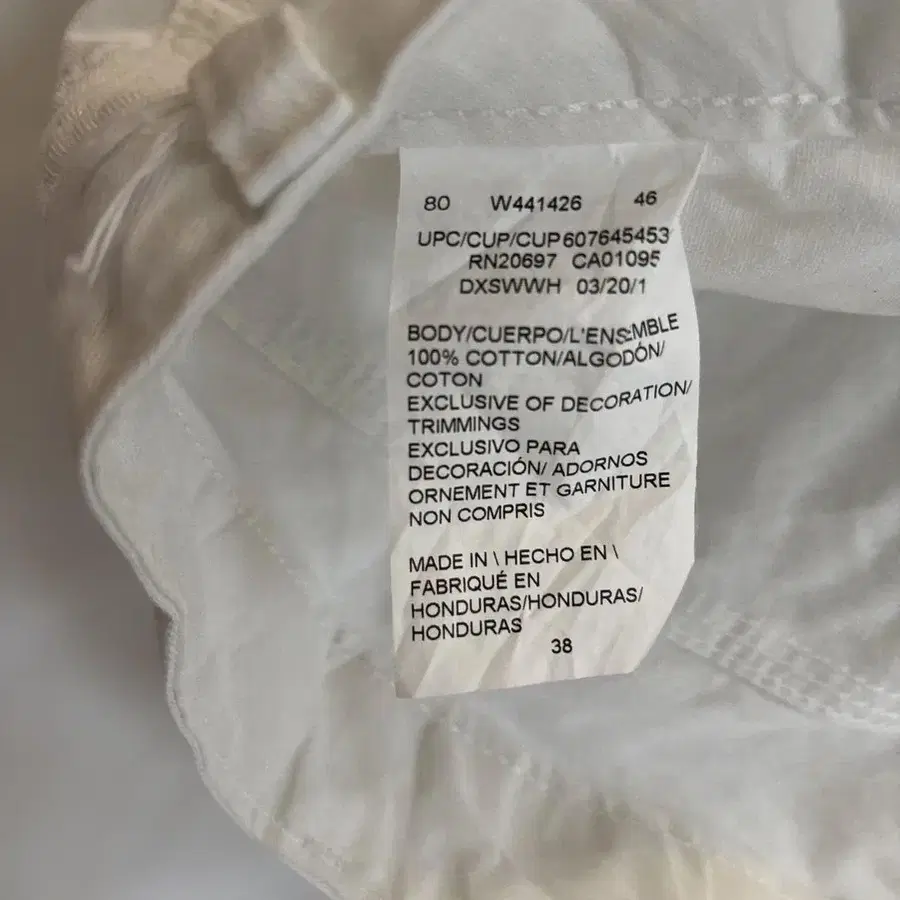 80 W441426 46
UPC/CUP/CUP607645453
RN20697 CA01095
DXSWWH 03/20/1
BODY/CUERPO/L'ENSEMBLE
100% COTTON/ALGODÓN/
COTON
EXCLUSIVE OF DECORATION/
TRIMMINGS
EXCLUSIVO PARA
DECORACIÓN/ ADORNOS
ORNEMENT ET GARNITURE
NON COMPRIS
MADE IN \ HECHO EN \
FABRIQUÉ EN
HONDURAS/HONDURAS/
HONDURAS
38